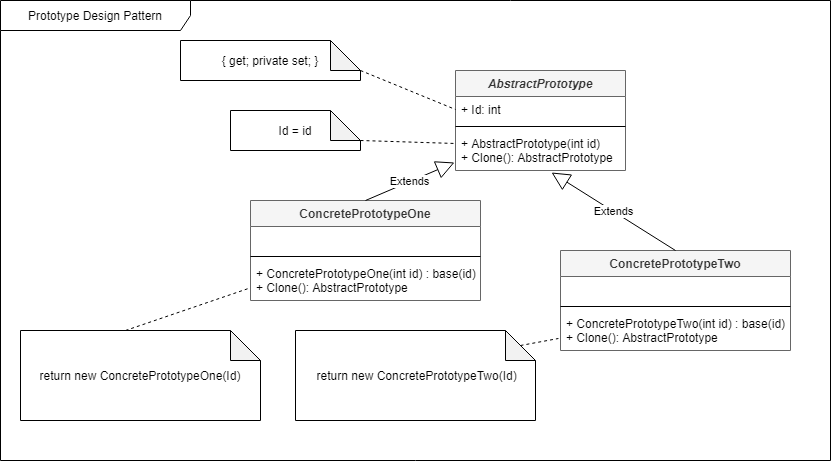 Prototype Design Pattern
{ get; private set; }
AbstractPrototype
+ Id: int
Id = id
+ AbstractPrototype(int id)
+ Clone(): AbstractPrototype
Extends
Extends
ConcretePrototypeOne
+ ConcretePrototypeOne(int id) : base(id)
+ Clone(): AbstractPrototype
ConcretePrototypeTwo
+ ConcretePrototypeTwo(int id) : base(id)
+ Clone(): AbstractPrototype
return new ConcretePrototypeOne(Id)
return new ConcretePrototypeTwo(Id)